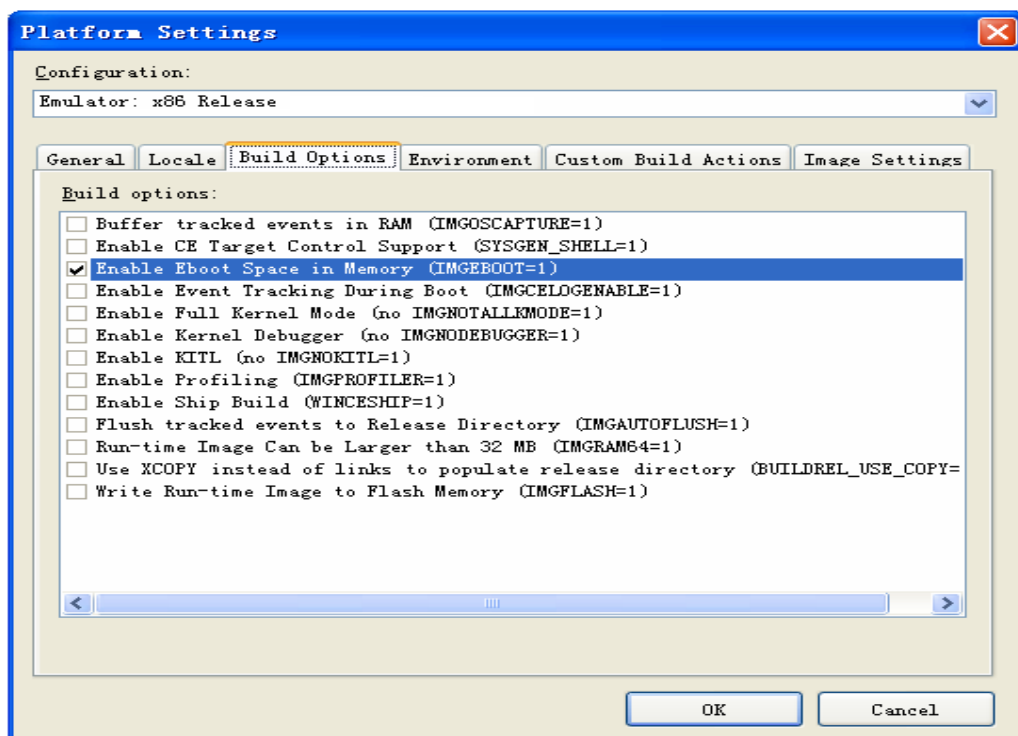 Platform Settings
Configuration:
Emulator: x86 Release
General Locale Build Options Environment Custom Build Actions Image Settings
Build options:
Buffer tracked events in RAM (IMGOSCAPTURE=1)
Enable CE Target Control Support (SYSGEN_SHELL=1)
Enable Eboot Space in Memory (IMGEBOOT=1)
Enable Event Tracking During Boot (IMGCELOGENABLE=1)
Enable Full Kernel Mode (no IMGNOTALLKMODE=1)
Enable Kernel Debugger (no IMGNODEBUGGER=1)
Enable KITL (no IMGNOKITL=1)
Enable Profiling (IMGPROFILER=1)
Enable Ship Build (WINCESHIP=1)
Flush tracked events to Release Directory (IMGAUTOFLUSH=1)
Run-time Image Can be Larger than 32 MB (IMGRAM64=1)
Use XCOPY instead of links to populate release directory (BUILDREL_USE_COPY=
Write Run-time Image to Flash Memory (IMGFLASH=1)
OK Cancel